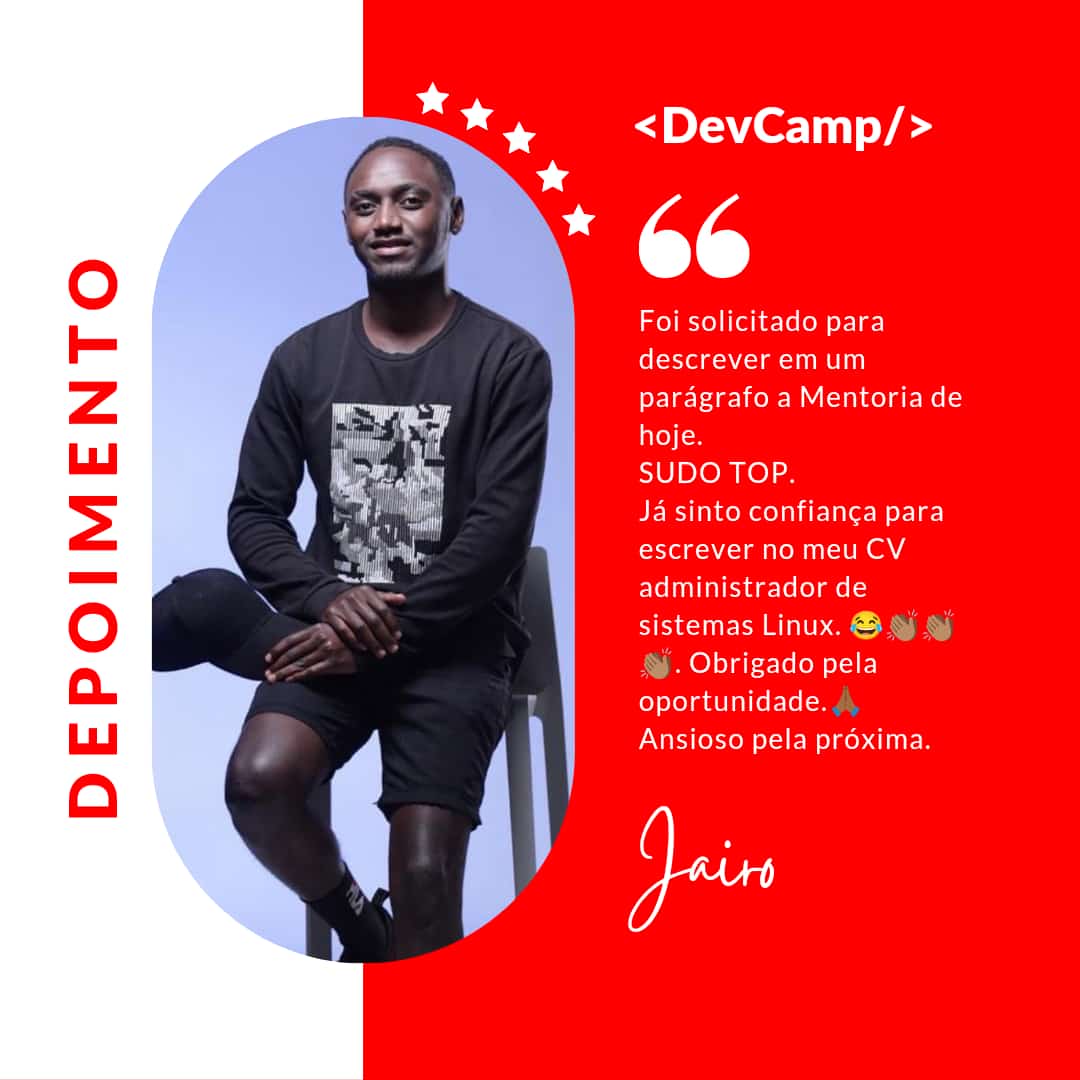 DEPOIMENTO
<DevCamp/>
Foi solicitado para
descrever em um
parágrafo a Mentoria de
hoje.
SUDO TOP.
Já sinto confiança para
escrever no meu CV
administrador de
sistemas Linux. 😂👏🏽👏🏽
👏🏽. Obrigado pela
oportunidade.🙏🏾
Ansioso pela próxima.
Jairo